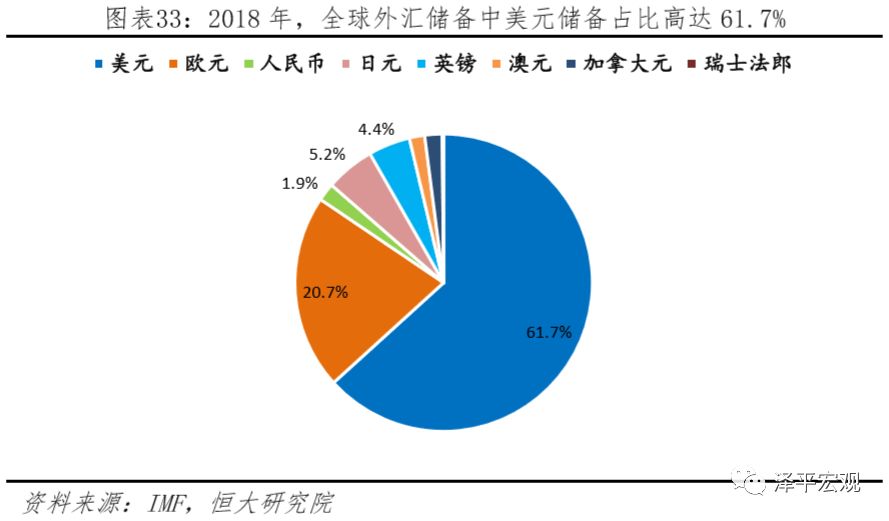 图表33：2018 年，全球外汇储备中美元储备占比高达 61.7%
美元 欧元 人民币 日元 英镑 澳元 加拿大元 瑞士法郎
4.4%
5.2%
1.9%
20.7%
61.7%
泽平宏观
资料来源：IMF，恒大研究院